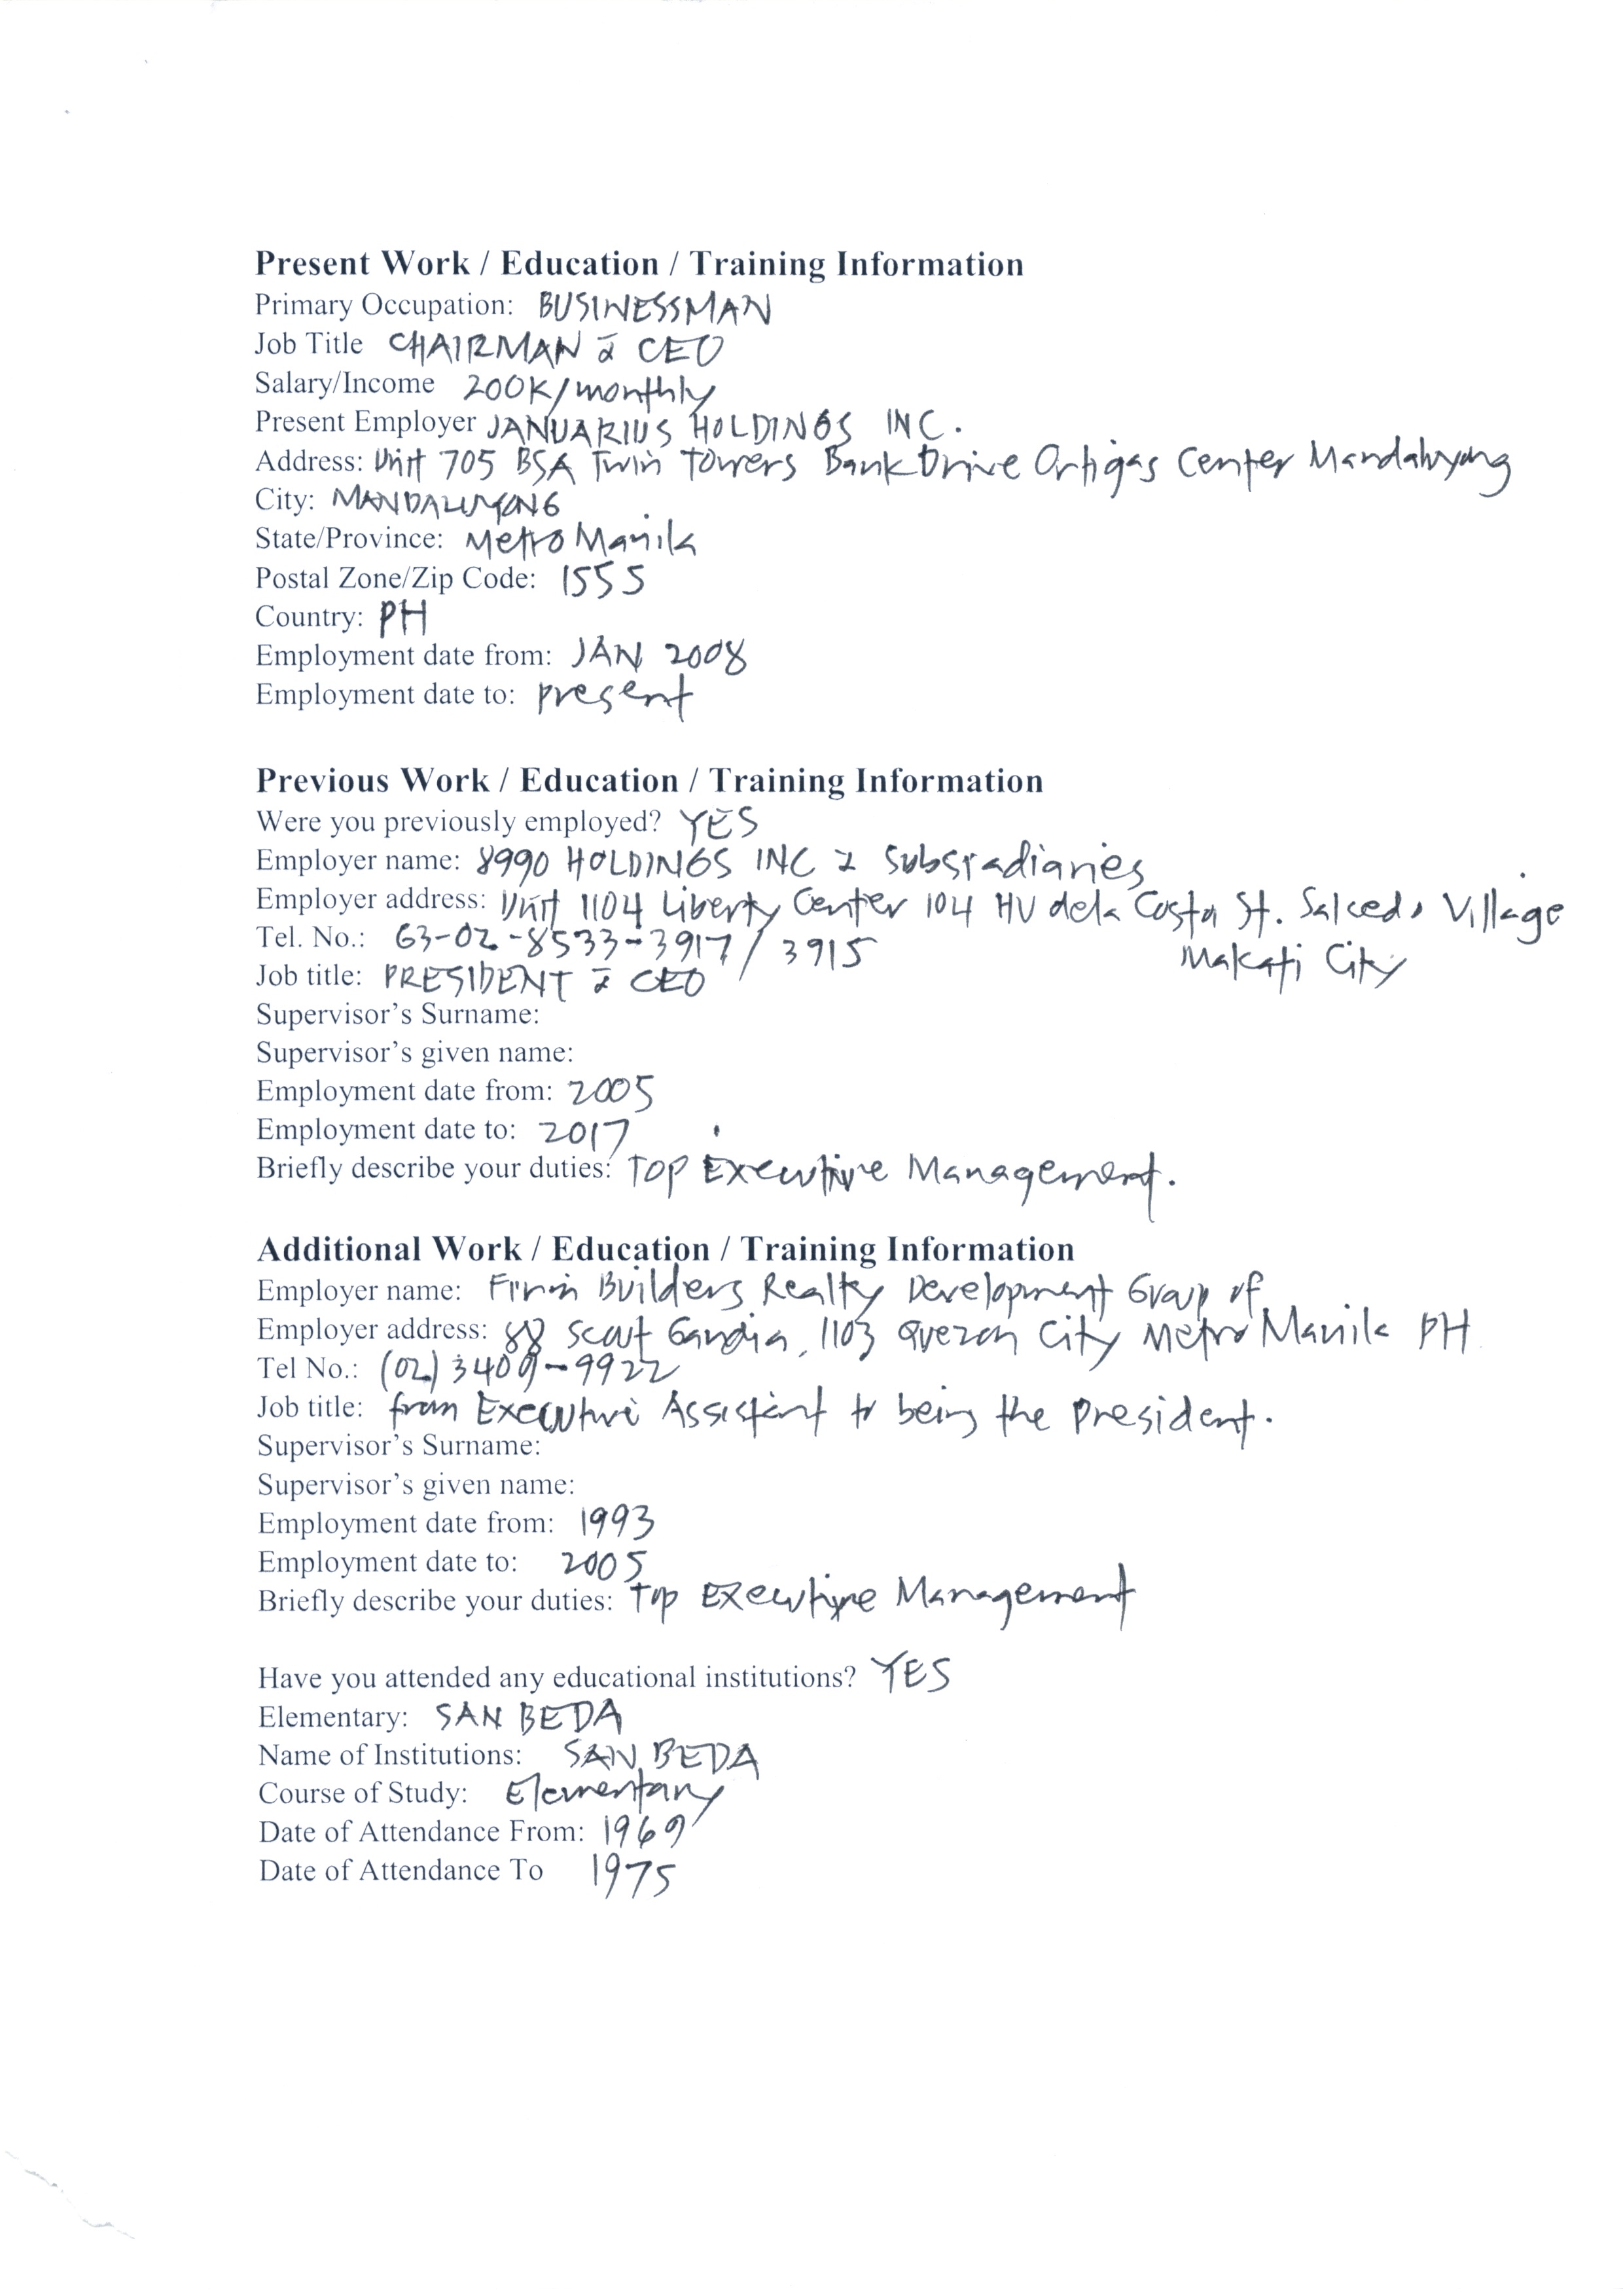 Present Work / Education / Training Information
Primary Occupation: BUSINESSMAN
Job Title CHAIRMAN & CEO
Salary/Income 200K/monthly
Present Employer JANUARIUS HOLDINGS INC.
Address: Unit 705 BSA Twin Towers Bank Drive Ortigas Center Mandaluyong
City: MANDALUYONG
State/Province: Metro Manila
Postal Zone/Zip Code: 1555
Country: PH
Employment date from: JAN 2008
Employment date to: present
Previous Work / Education / Training Information
Were you previously employed? YES
Employer name: 8990 HOLDINGS INC & Subsradiaries
Employer address: Unit 1104 Liberty Center 104 HV dela Costa St. Salcedo Village
Makati City
Tel. No.: 63-02-8533-3917 / 3915
Job title: PRESIDENT & CEO
Supervisor's Surname:
Supervisor's given name:
Employment date from: 2005
Employment date to: 2017
Briefly describe your duties: Top Executive Management.
Additional Work / Education / Training Information
Employer name: Builders Realty Development Group of
Employer address: 88 Scout Gandia, 1103 Quezon City Metro Manila PH
Tel No.: (02) 3409-9922
Job title: from Executive Assistant to being the President.
Supervisor's Surname:
Supervisor's given name:
Employment date from: 1993
Employment date to: 2005
Briefly describe your duties: Top Executive Management
Have you attended any educational institutions? YES
Elementary: SAN BEDA
Name of Institutions: SAN BEDA
Course of Study: Elementary
Date of Attendance From: 1969
Date of Attendance To 1975